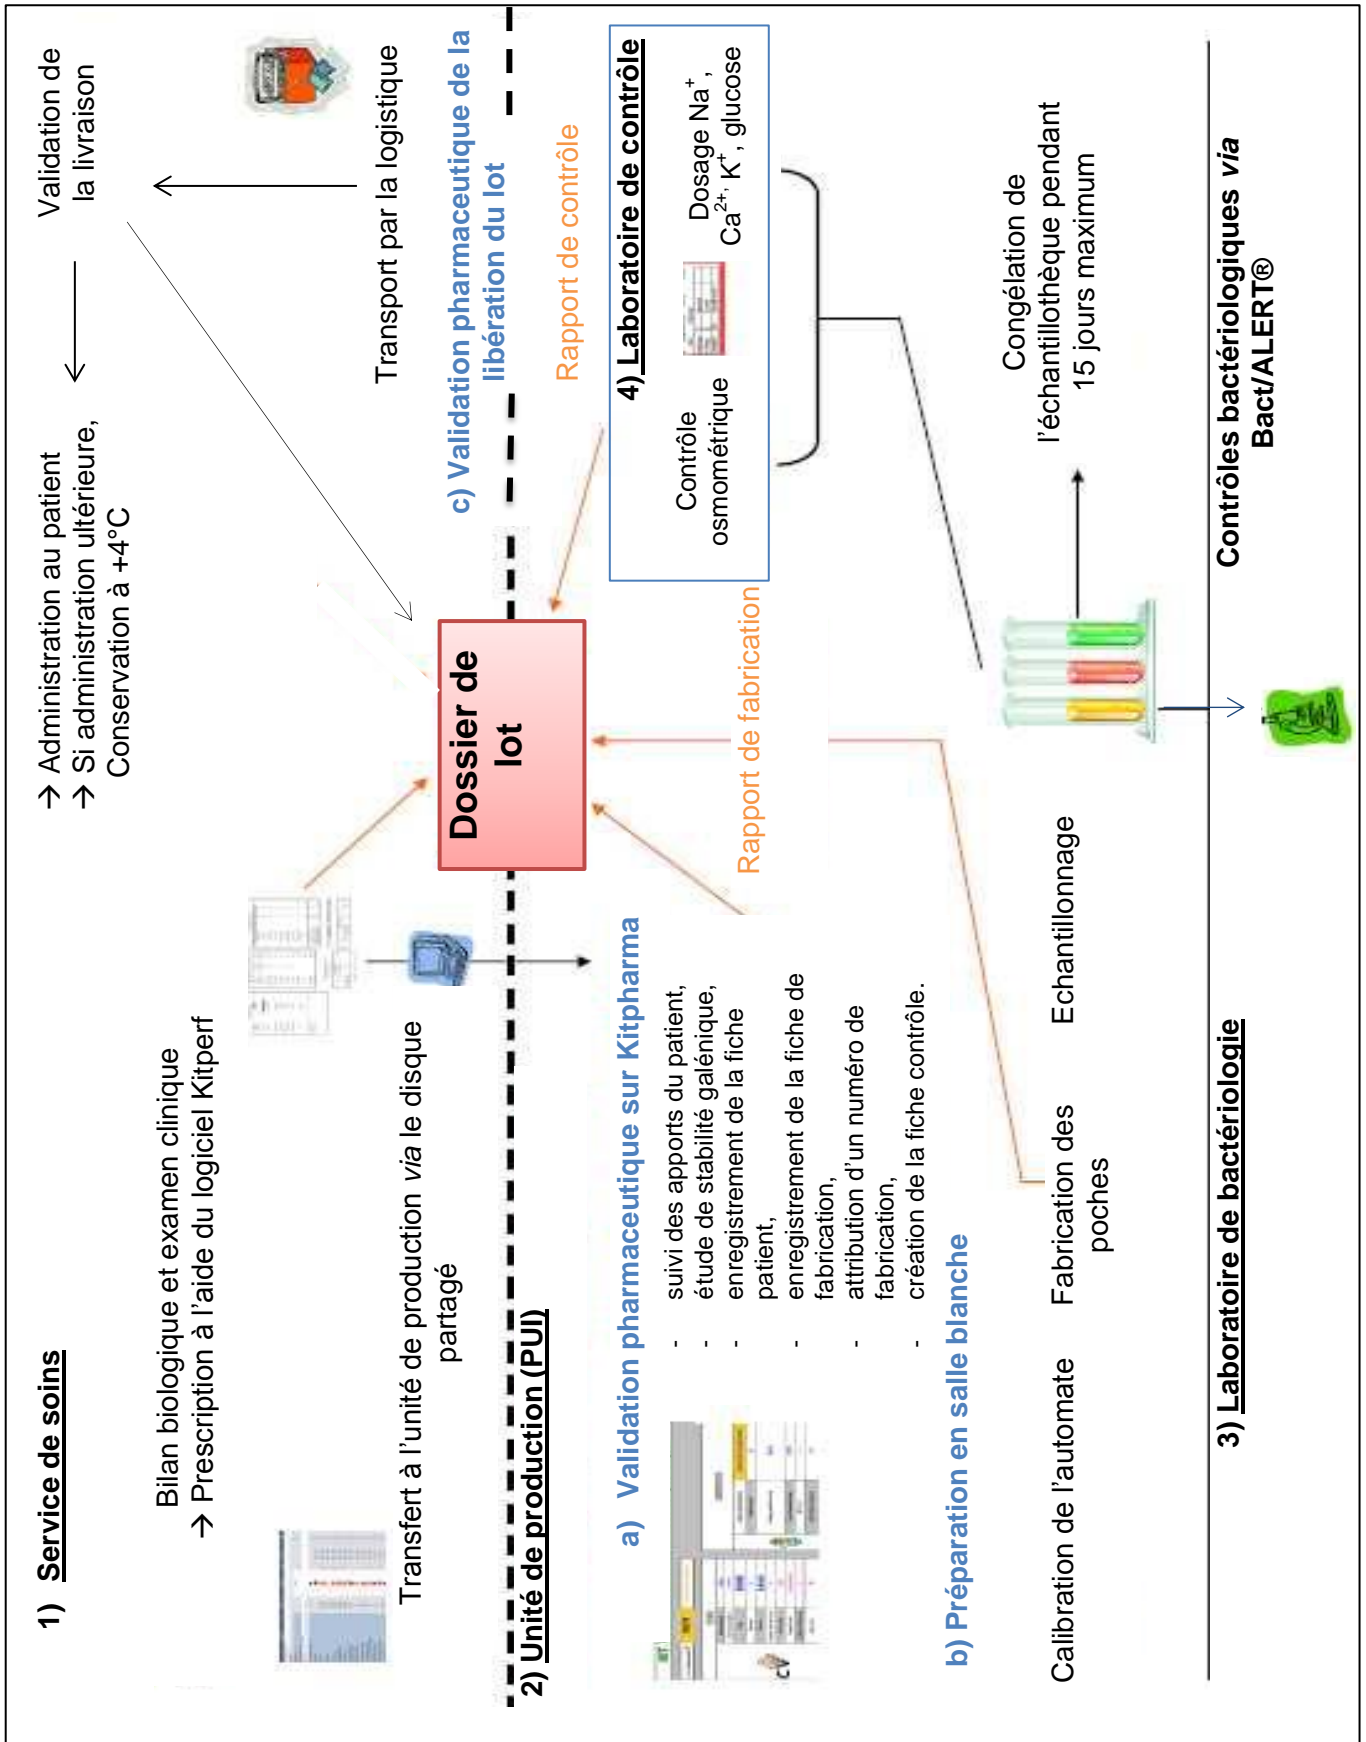 1) Service de soins
Bilan biologique et examen clinique
→ Prescription à l'aide du logiciel Kitperf
Transfert à l'unité de production via le disque
partagé
→ Administration au patient
→ Si administration ultérieure,
Conservation à +4°C
Validation de
la livraison
Transport par la logistique
Dossier de
lot
2) Unité de production (PUI)
a) Validation pharmaceutique sur Kitpharma
- suivi des apports du patient,
- étude de stabilité galénique,
- enregistrement de la fiche
patient,
- enregistrement de la fiche de
fabrication,
- attribution d'un numéro de
fabrication,
- création de la fiche contrôle.
b) Préparation en salle blanche
Calibration de l'automate
Fabrication des
poches
Echantillonnage
Rapport de fabrication
c) Validation pharmaceutique de la
libération du lot
Rapport de contrôle
4) Laboratoire de contrôle
Contrôle
osmométrique
Dosage Na⁺,
Ca²⁺, K⁺, glucose
Congélation de
l'échantillothèque pendant
15 jours maximum
3) Laboratoire de bactériologie
Contrôles bactériologiques via
Bact/ALERT®